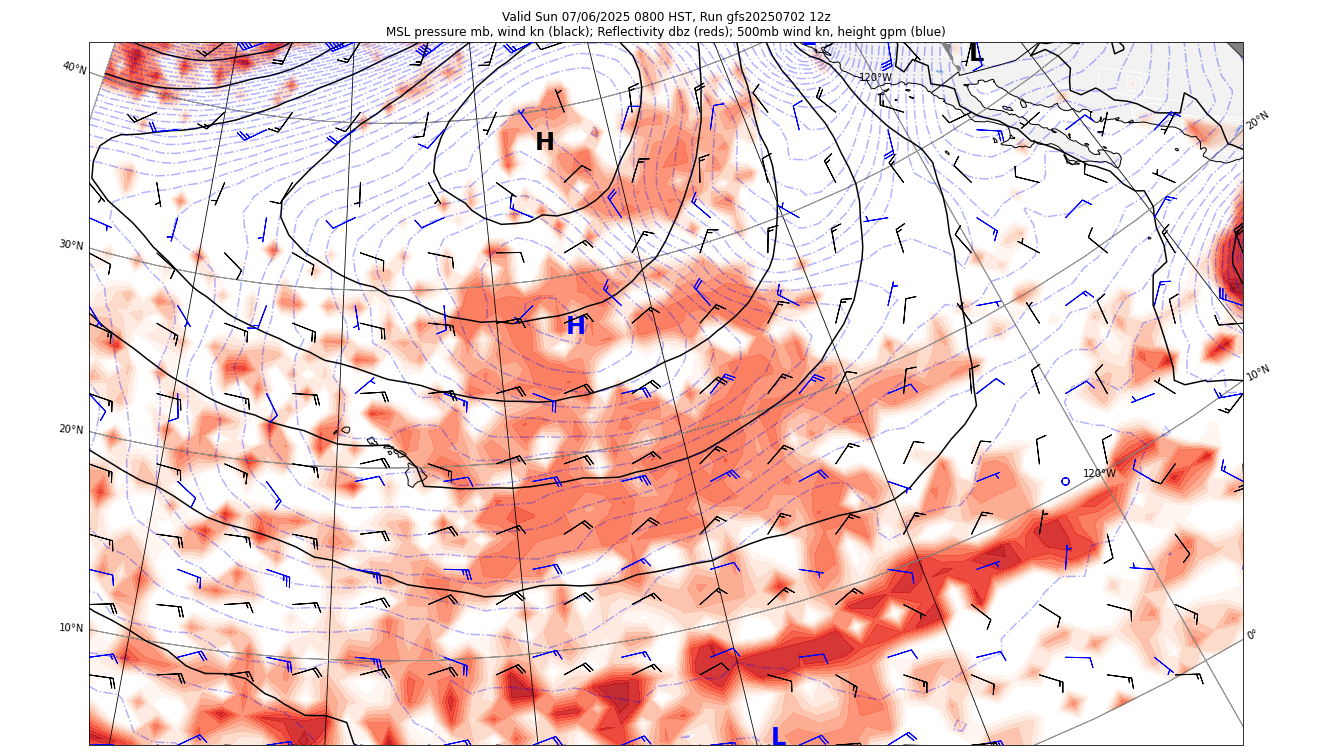 Valid Sun 07/06/2025 0800 HST, Run gfs20250702 12z
MSL pressure mb, wind kn (black); Reflectivity dbz (reds); 500mb wind kn, height gpm (blue)
L
40°N
120°W
20°N
H
30°N
H
10°N
20°N
120°W
10°N
0°
L